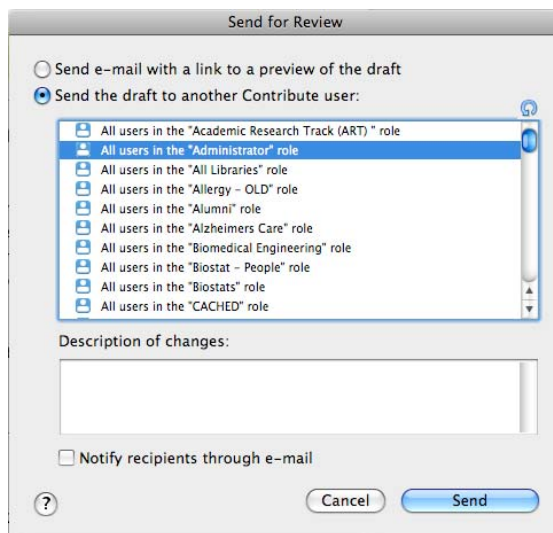 Send for Review
Send e-mail with a link to a preview of the draft
Send the draft to another Contribute user:
All users in the "Academic Research Track (ART) " role
All users in the "Administrator" role
All users in the "All Libraries" role
All users in the "Allergy - OLD" role
All users in the "Alumni" role
All users in the "Alzheimers Care" role
All users in the "Biomedical Engineering" role
All users in the "Biostat - People" role
All users in the "Biostats" role
All users in the "CACHED" role
Description of changes:
Notify recipients through e-mail
? Cancel Send